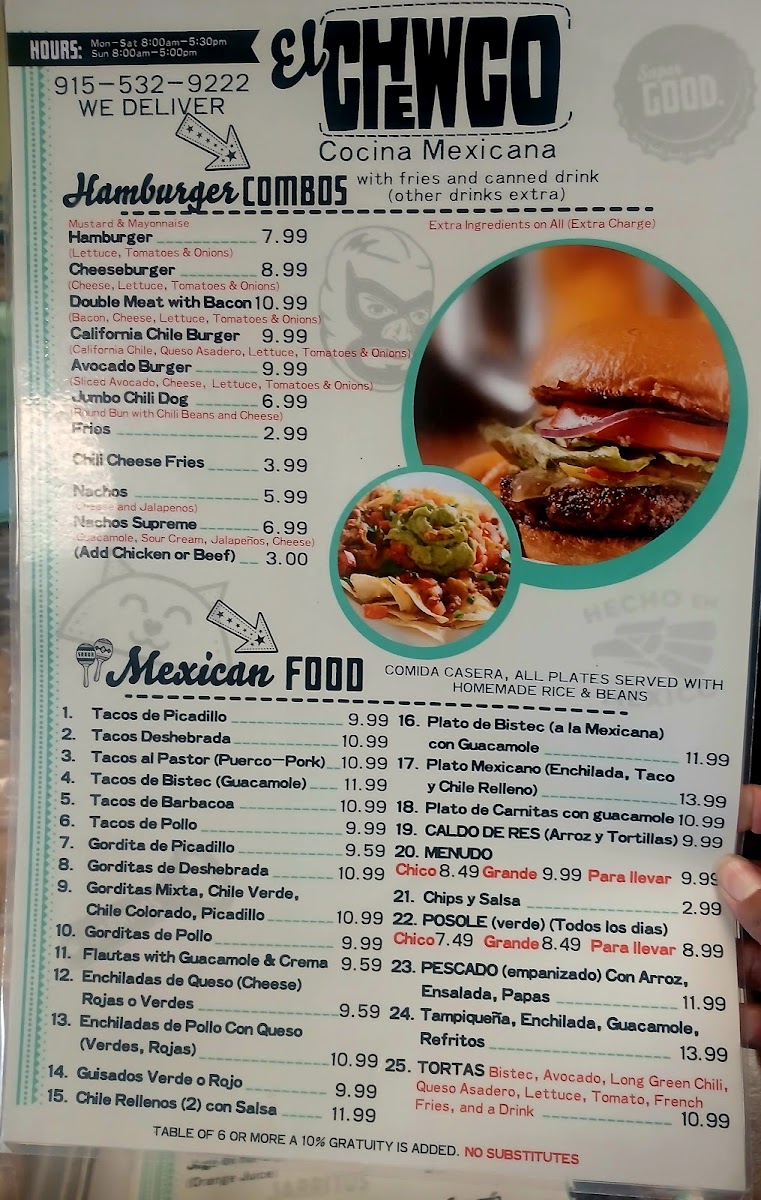 HOURS: Mon-Sat 8:00am-5:30pm
Sun 8:00am-5:00pm
915-532-9222
WE DELIVER
El CHEWCO
Cocina Mexicana
Super
GOOD.
Hamburger COMBOS with fries and canned drink
(other drinks extra)
Mustard & Mayonnaise
Extra Ingredients on All (Extra Charge)
Hamburger 7.99
(Lettuce, Tomatoes & Onions)
Cheeseburger 8.99
(Cheese, Lettuce, Tomatoes & Onions)
Double Meat with Bacon 10.99
(Bacon, Cheese, Lettuce, Tomatoes & Onions)
California Chile Burger 9.99
(California Chile, Queso Asadero, Lettuce, Tomatoes & Onions)
Avocado Burger 9.99
(Sliced Avocado, Cheese, Lettuce, Tomatoes & Onions)
Jumbo Chili Dog 6.99
(Round Bun with Chili Beans and Cheese)
Fries 2.99
Chili Cheese Fries 3.99
Nachos 5.99
(Cheese and Jalapenos)
Nachos Supreme 6.99
(Guacamole, Sour Cream, Jalapeños, Cheese)
(Add Chicken or Beef) 3.00
HECHO EN
Mexican FOOD
COMIDA CASERA, ALL PLATES SERVED WITH
HOMEMADE RICE & BEANS
1. Tacos de Picadillo 9.99
2. Tacos Deshebrada 10.99
3. Tacos al Pastor (Puerco-Pork) 10.99
4. Tacos de Bistec (Guacamole) 11.99
5. Tacos de Barbacoa 10.99
6. Tacos de Pollo 9.99
7. Gordita de Picadillo 9.59
8. Gorditas de Deshebrada 10.99
9. Gorditas Mixta, Chile Verde,
Chile Colorado, Picadillo 10.99
10. Gorditas de Pollo 9.99
11. Flautas with Guacamole & Crema 9.59
12. Enchiladas de Queso (Cheese)
Rojas o Verdes 9.59
13. Enchiladas de Pollo Con Queso
(Verdes, Rojas) 10.99
14. Guisados Verde o Rojo 9.99
15. Chile Rellenos (2) con Salsa 11.99
16. Plato de Bistec (a la Mexicana)
con Guacamole 11.99
17. Plato Mexicano (Enchilada, Taco
y Chile Relleno) 13.99
18. Plato de Carnitas con guacamole 10.99
19. CALDO DE RES (Arroz y Tortillas) 9.99
20. MENUDO
Chico 8.49 Grande 9.99 Para llevar 9.99
21. Chips y Salsa 2.99
22. POSOLE (verde) (Todos los dias)
Chico 7.49 Grande 8.49 Para llevar 8.99
23. PESCADO (empanizado) Con Arroz,
Ensalada, Papas 11.99
24. Tampiqueña, Enchilada, Guacamole,
Refritos 13.99
25. TORTAS Bistec, Avocado, Long Green Chili,
Queso Asadero, Lettuce, Tomato, French
Fries, and a Drink 10.99
TABLE OF 6 OR MORE A 10% GRATUITY IS ADDED. NO SUBSTITUTES
(Orange Juice)